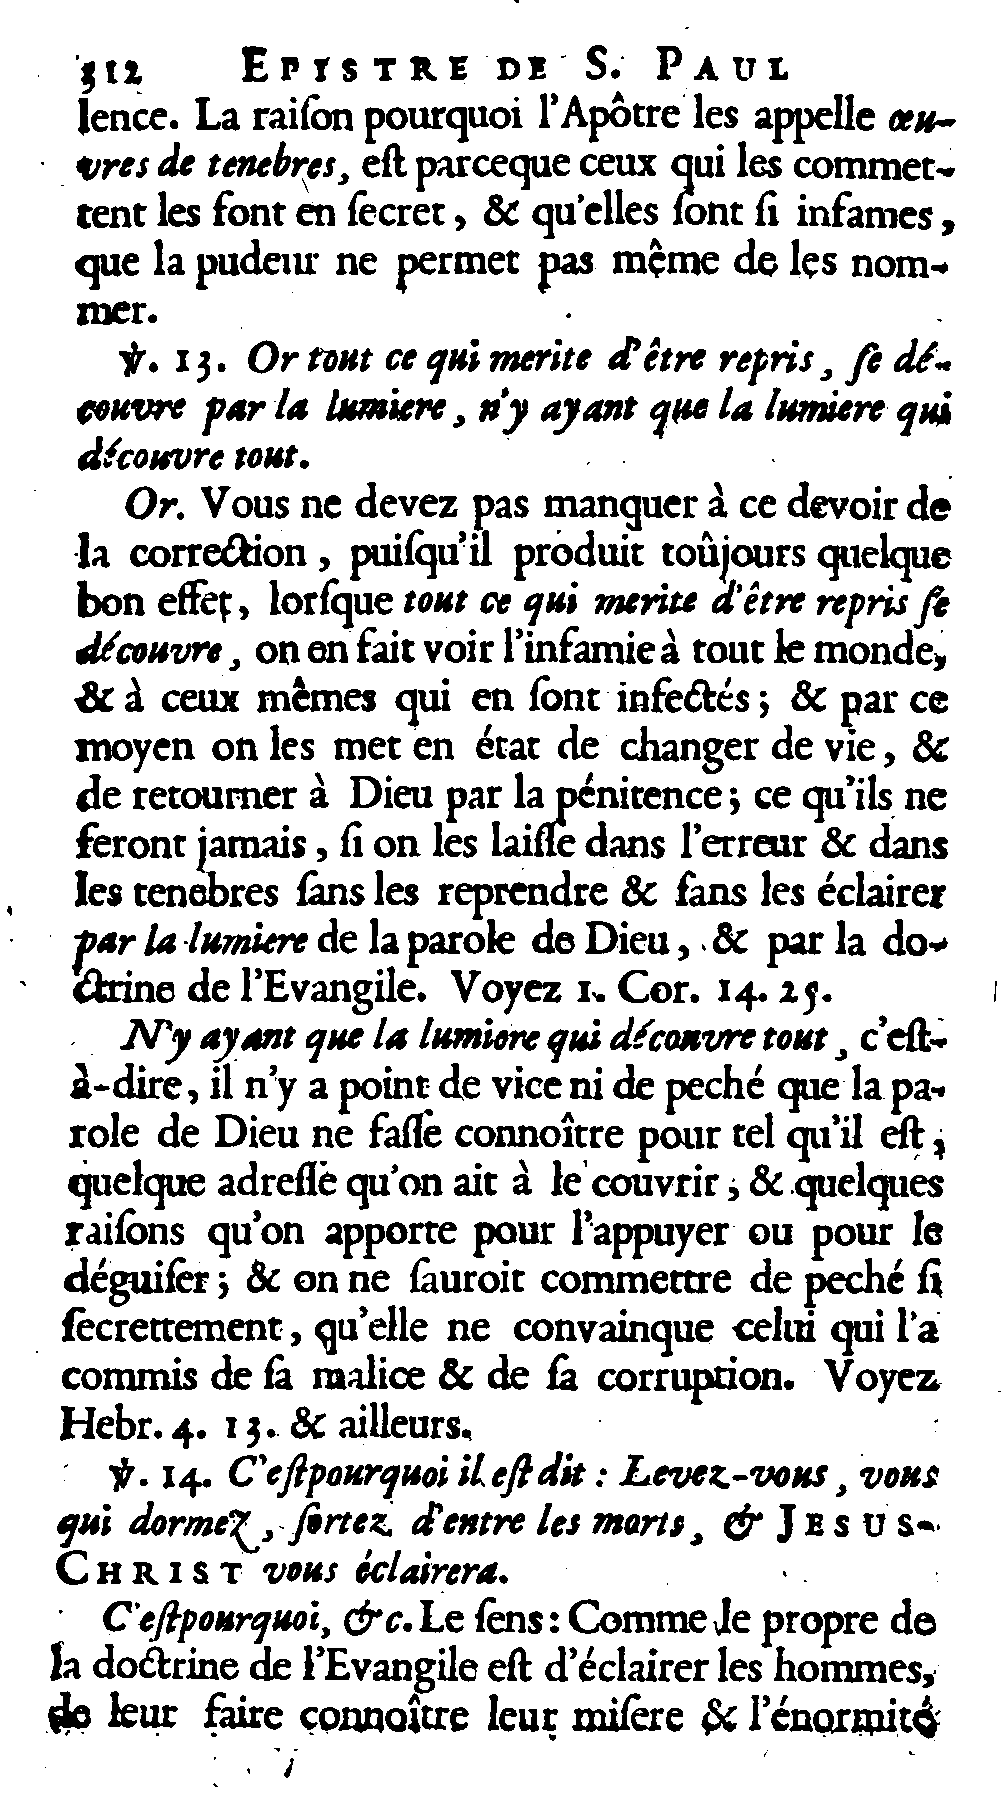 312 EPISTRE DE S. PAUL
lence. La raiſon pourquoi l'Apôtre les appelle œu-
vres de tenebres, eſt parceque ceux qui les commet-
tent les font en ſecret, & qu'elles ſont ſi infames,
que la pudeur ne permet pas même de les nom-
mer.
℣. 13. Or tout ce qui merite d'être repris, ſe dé-
couvre par la lumiere, n'y ayant que la lumiere qui
découvre tout.
Or. Vous ne devez pas manquer à ce devoir de
la correction, puiſqu'il produit toûjours quelque
bon effet, lorſque tout ce qui merite d'être repris ſe
découvre, on en fait voir l'infamie à tout le monde,
& à ceux mêmes qui en ſont infectés; & par ce
moyen on les met en état de changer de vie, &
de retourner à Dieu par la pénitence; ce qu'ils ne
feront jamais, ſi on les laiſſe dans l'erreur & dans
les tenebres ſans les reprendre & ſans les éclairer
par la lumiere de la parole de Dieu, & par la do-
ctrine de l'Evangile. Voyez 1. Cor. 14. 25.
N'y ayant que la lumiere qui découvre tout, c'eſt-
à-dire, il n'y a point de vice ni de peché que la pa-
role de Dieu ne faſſe connoître pour tel qu'il eſt,
quelque adreſſe qu'on ait à le couvrir, & quelques
raiſons qu'on apporte pour l'appuyer ou pour le
déguiſer; & on ne ſauroit commettre de peché ſi
ſecrettement, qu'elle ne convainque celui qui l'a
commis de ſa malice & de ſa corruption. Voyez
Hebr. 4. 13. & ailleurs.
℣. 14. C'eſtpourquoi il eſt dit : Levez-vous, vous
qui dormez, ſortez d'entre les morts, & JESUS-
CHRIST vous éclairera.
C'eſtpourquoi, &c. Le ſens: Comme le propre de
la doctrine de l'Evangile eſt d'éclairer les hommes,
de leur faire connoître leur miſere & l'énormité